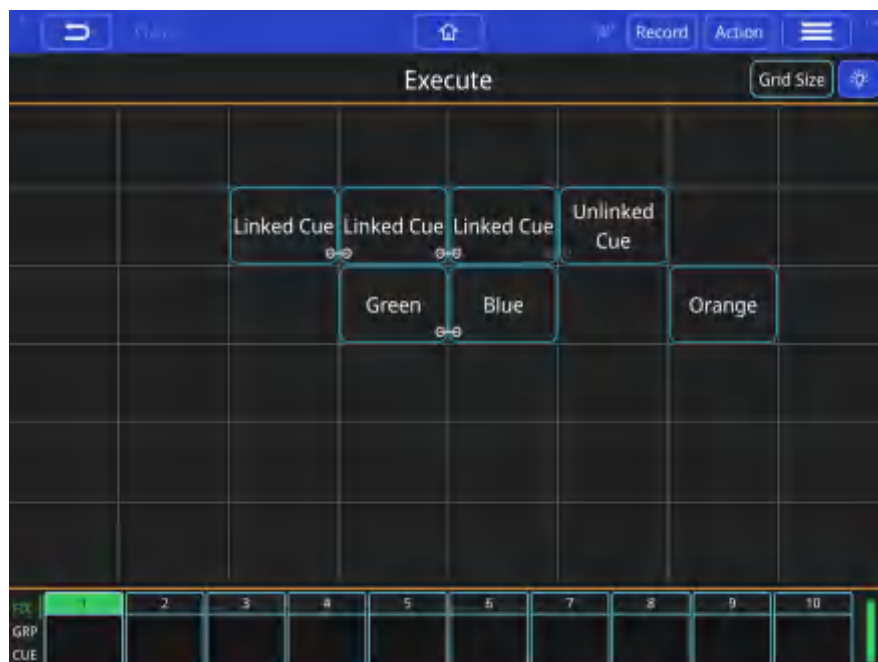 Record Action
Execute
Grid Size
Linked Cue Linked Cue Linked Cue Unlinked
Cue
Green Blue Orange
FIX 1 2 3 4 5 6 7 8 9 10
GRP
CUE